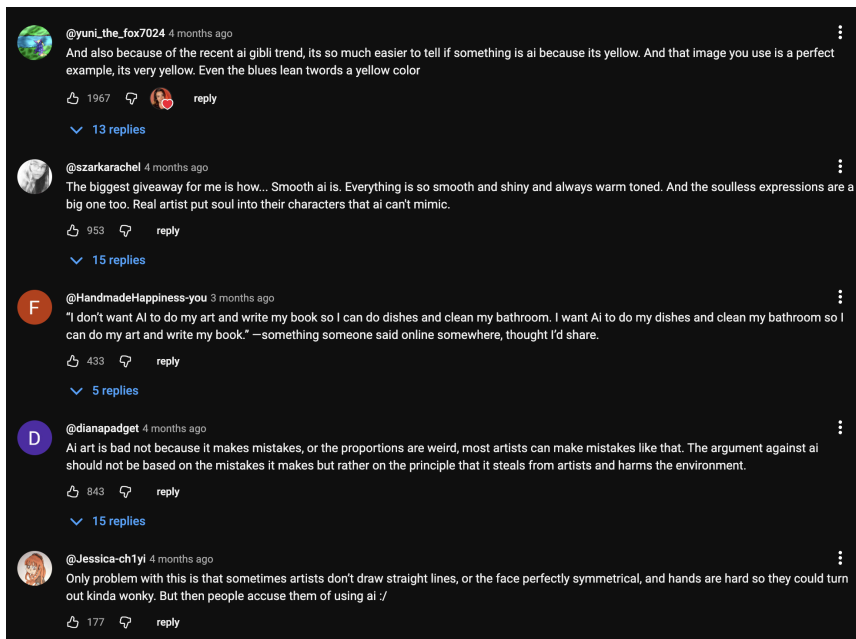 @yuni_the_fox7024 4 months ago
And also because of the recent ai gibli trend, its so much easier to tell if something is ai because its yellow. And that image you use is a perfect
example, its very yellow. Even the blues lean twords a yellow color
1967 reply
13 replies
@szarkarachel 4 months ago
The biggest giveaway for me is how... Smooth ai is. Everything is so smooth and shiny and always warm toned. And the soulless expressions are a
big one too. Real artist put soul into their characters that ai can't mimic.
953 reply
15 replies
F
@HandmadeHappiness-you 3 months ago
“I don’t want AI to do my art and write my book so I can do dishes and clean my bathroom. I want Ai to do my dishes and clean my bathroom so I
can do my art and write my book.” —something someone said online somewhere, thought I’d share.
433 reply
5 replies
D
@dianapadget 4 months ago
Ai art is bad not because it makes mistakes, or the proportions are weird, most artists can make mistakes like that. The argument against ai
should not be based on the mistakes it makes but rather on the principle that it steals from artists and harms the environment.
843 reply
15 replies
@Jessica-ch1yi 4 months ago
Only problem with this is that sometimes artists don’t draw straight lines, or the face perfectly symmetrical, and hands are hard so they could turn
out kinda wonky. But then people accuse them of using ai :/
177 reply